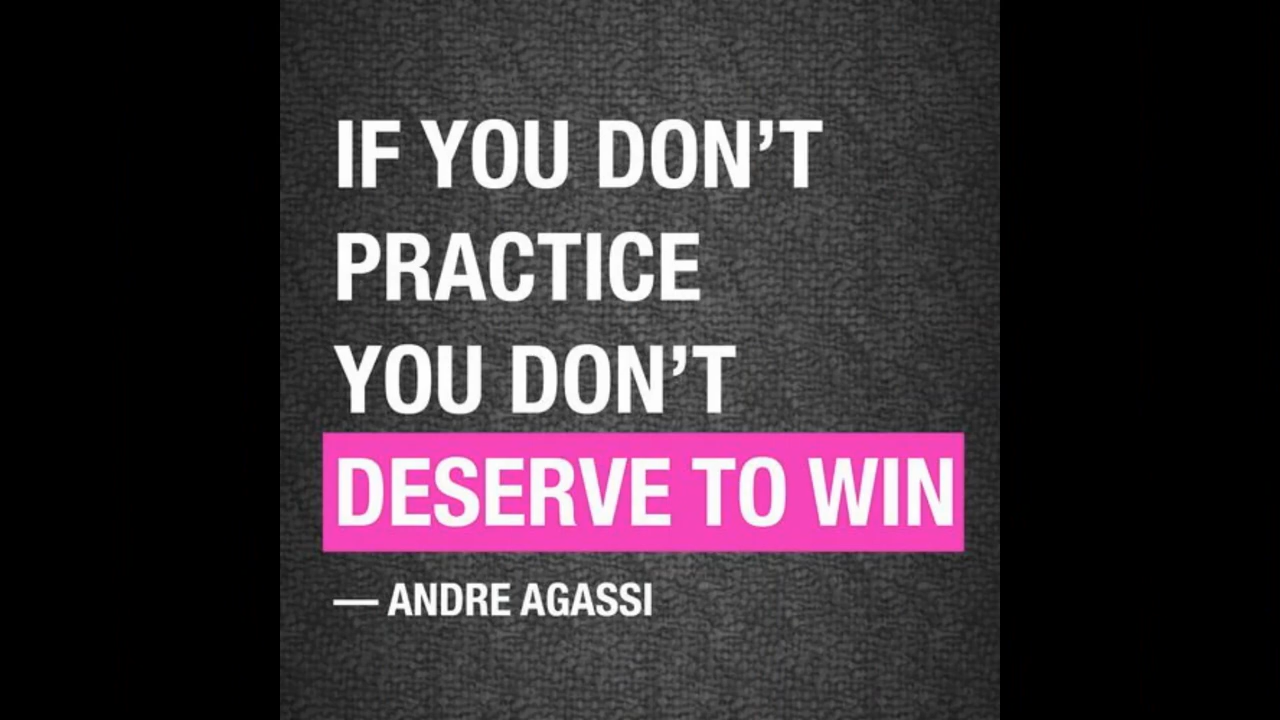 IF YOU DON’T
PRACTICE
YOU DON’T
DESERVE TO WIN
— ANDRE AGASSI